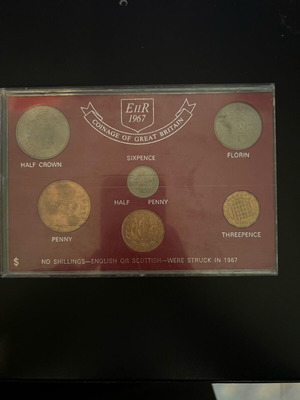 EIIR
1967
COINAGE OF GREAT BRITAIN
HALF CROWN
SIXPENCE
FLORIN
HALF PENNY
PENNY
THREEPENCE
$
NO SHILLINGS—ENGLISH OR SCOTTISH—WERE STRUCK IN 1967